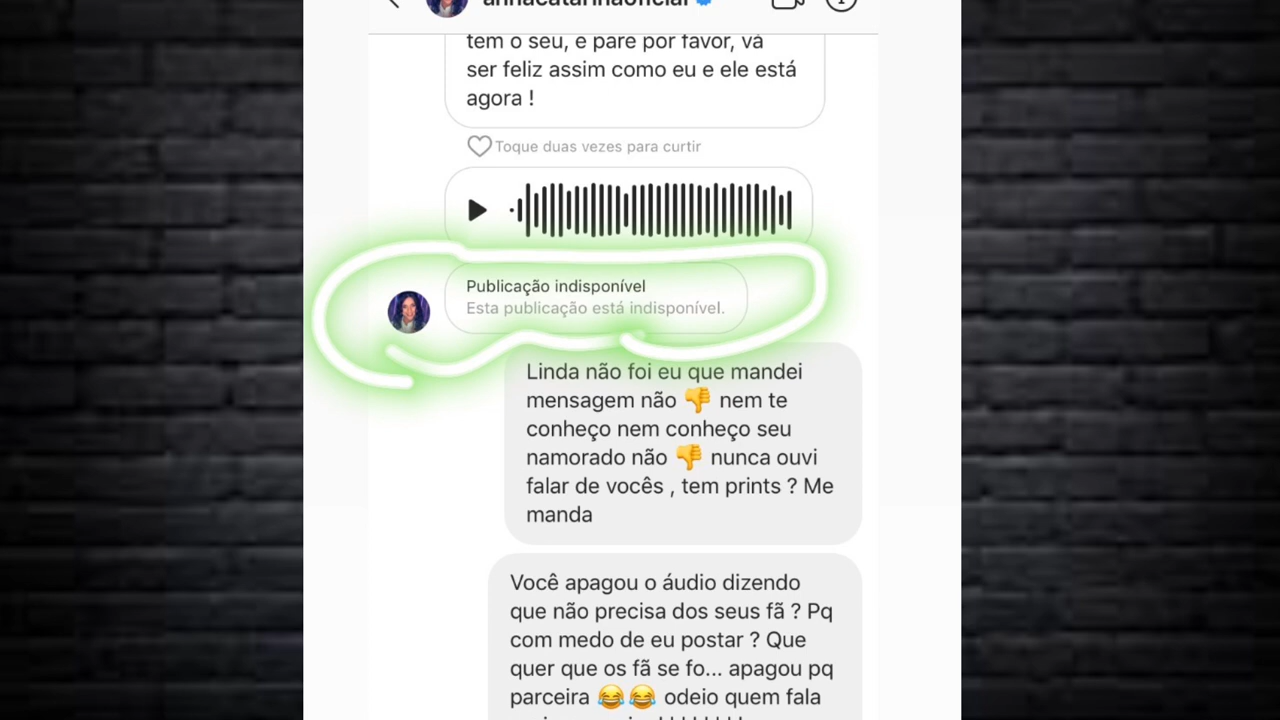 annacatarinaoficial
tem o seu, e pare por favor, vá
ser feliz assim como eu e ele está
agora !
Toque duas vezes para curtir
Publicação indisponível
Esta publicação está indisponível.
Linda não foi eu que mandei
mensagem não 👎 nem te
conheço nem conheço seu
namorado não 👎 nunca ouvi
falar de vocês , tem prints ? Me
manda
Você apagou o áudio dizendo
que não precisa dos seus fã ? Pq
com medo de eu postar ? Que
quer que os fã se fo... apagou pq
parceira 😂😂 odeio quem fala